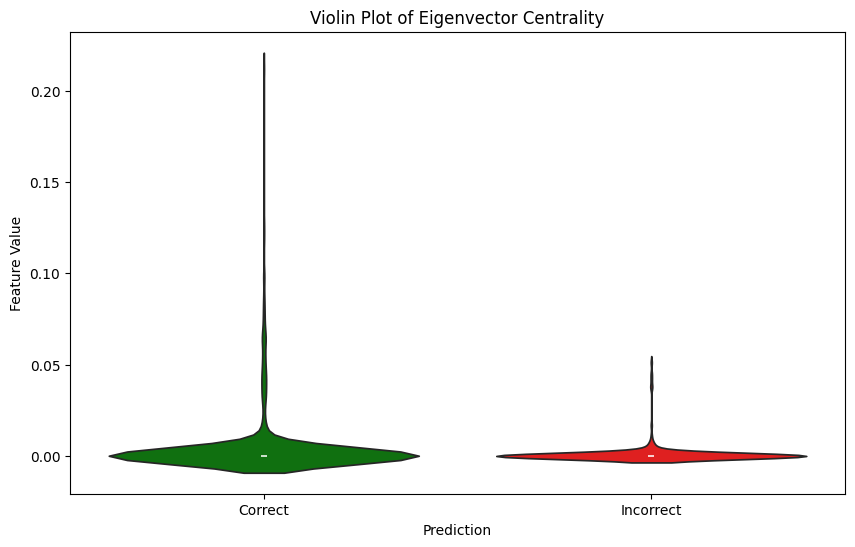 Violin Plot of Eigenvector Centrality
0.20
0.15
0.10
0.05
0.00
Feature Value
Correct
Incorrect
Prediction